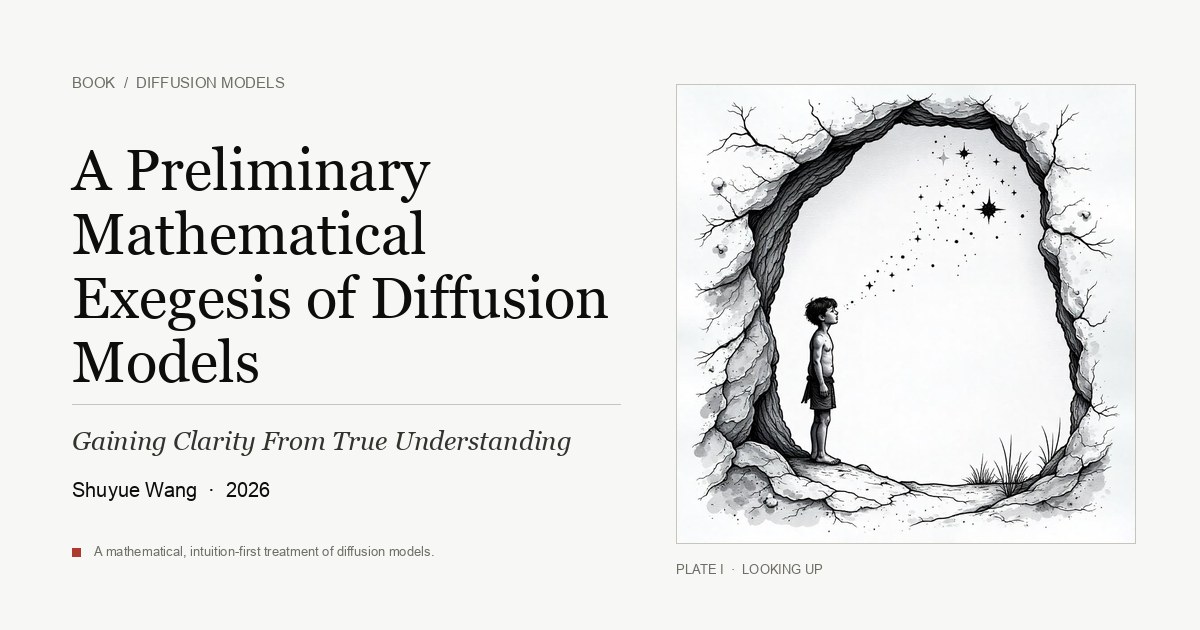 BOOK / DIFFUSION MODELS
A Preliminary
Mathematical
Exegesis of Diffusion
Models
Gaining Clarity From True Understanding
Shuyue Wang · 2026
A mathematical, intuition-first treatment of diffusion models.
PLATE I · LOOKING UP